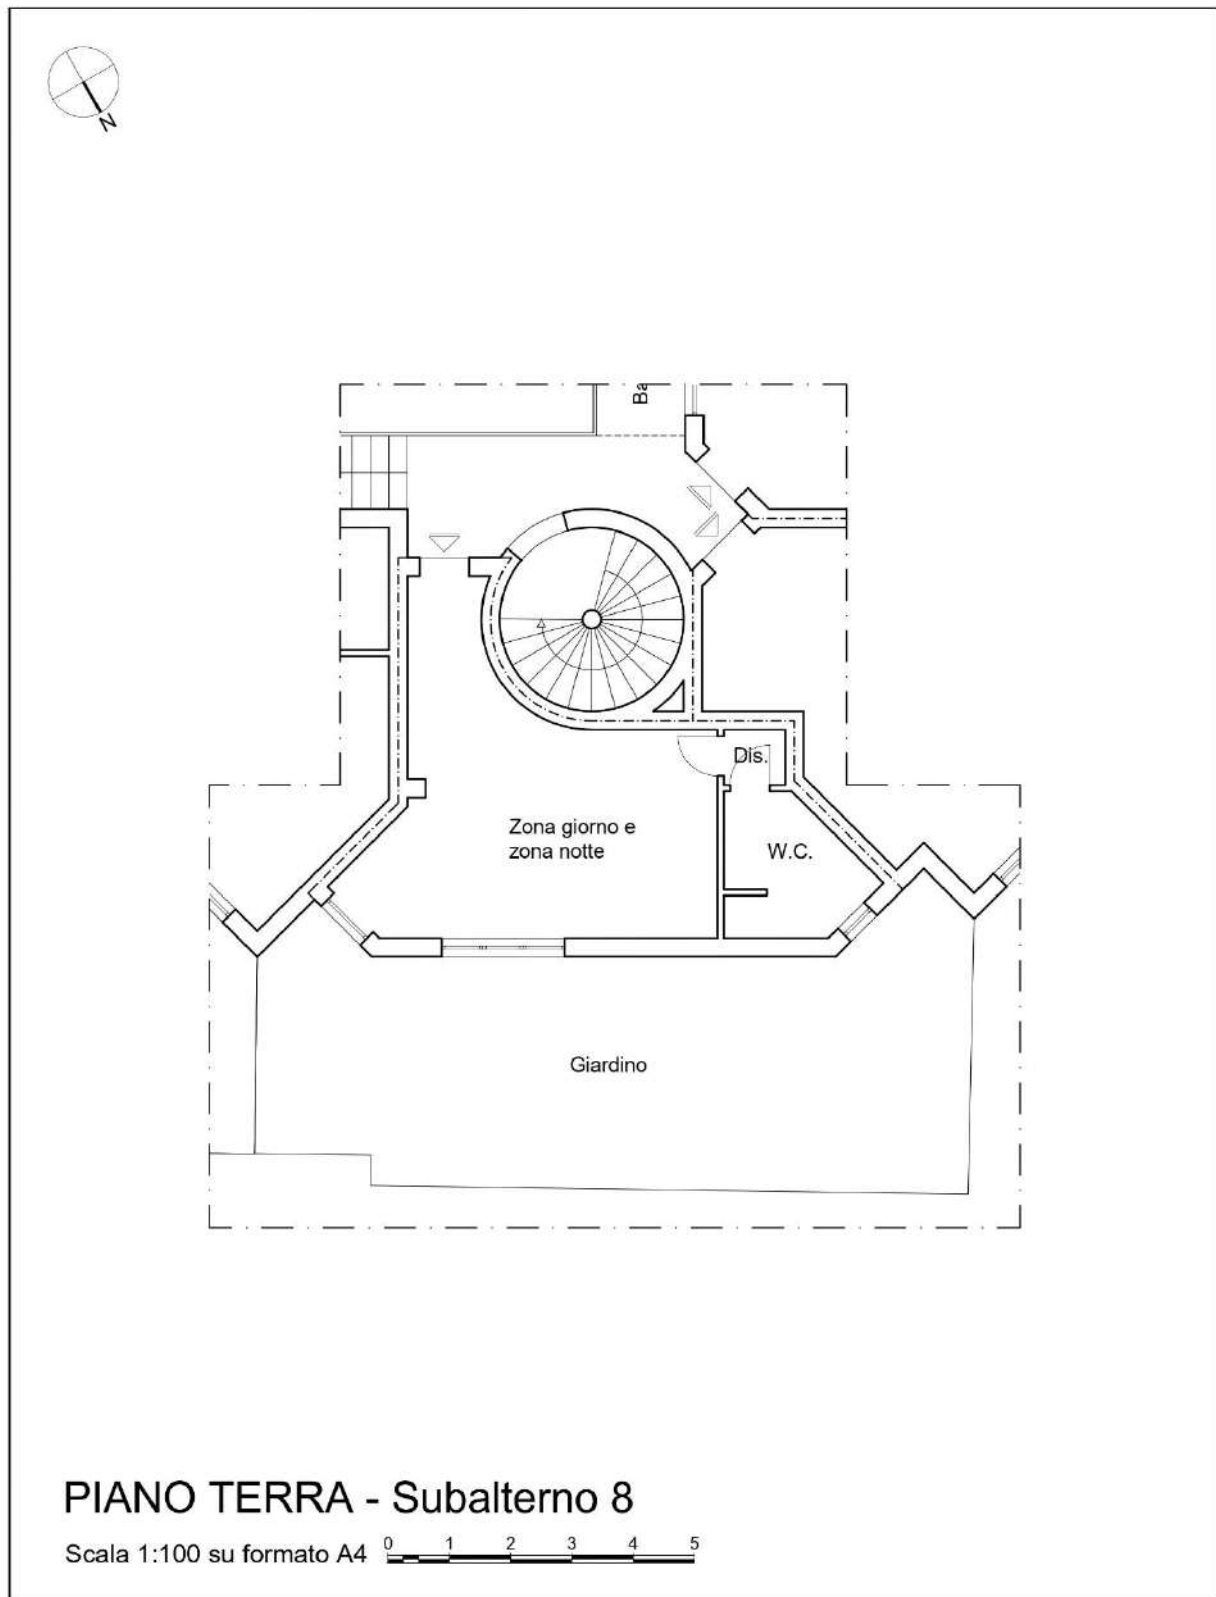 N
Ba
Dis.
Zona giorno e
zona notte
W.C.
Giardino
PIANO TERRA - Subalterno 8
Scala 1:100 su formato A4 0 1 2 3 4 5